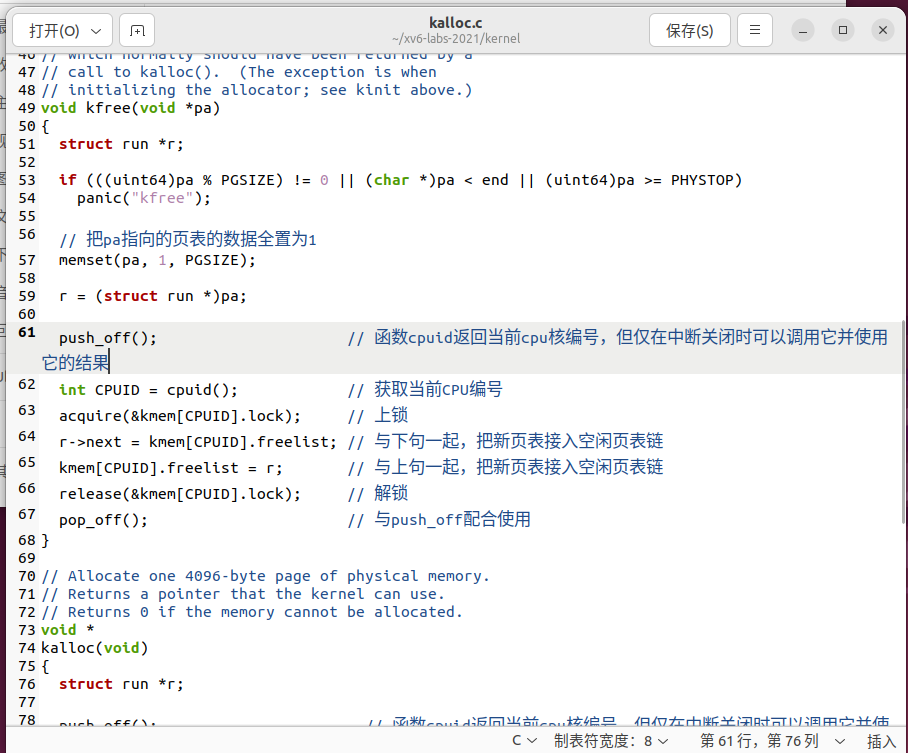 打开(O)
kalloc.c
~/xv6-labs-2021/kernel
保存(S)
46 // which normally should have been returned by a
47 // call to kalloc().  (The exception is when
48 // initializing the allocator; see kinit above.)
49 void kfree(void *pa)
50 {
51   struct run *r;
52
53   if (((uint64)pa % PGSIZE) != 0 || (char *)pa < end || (uint64)pa >= PHYSTOP)
54     panic("kfree");
55
56   // 把pa指向的页表的数据全置为1
57   memset(pa, 1, PGSIZE);
58
59   r = (struct run *)pa;
60
61   push_off();                     // 函数cpuid返回当前cpu核编号，但仅在中断关闭时可以调用它并使用
它的结果
62   int CPUID = cpuid();            // 获取当前CPU编号
63   acquire(&kmem[CPUID].lock);     // 上锁
64   r->next = kmem[CPUID].freelist; // 与下句一起，把新页表接入空闲页表链
65   kmem[CPUID].freelist = r;       // 与上句一起，把新页表接入空闲页表链
66   release(&kmem[CPUID].lock);     // 解锁
67   pop_off();                      // 与push_off配合使用
68 }
69
70 // Allocate one 4096-byte page of physical memory.
71 // Returns a pointer that the kernel can use.
72 // Returns 0 if the memory cannot be allocated.
73 void *
74 kalloc(void)
75 {
76   struct run *r;
77
78   push_off();                       // 函数cpuid返回当前cpu核编号，但仅在中断关闭时可以调用它并使
C 制表符宽度：8 第 61 行，第 76 列 插入